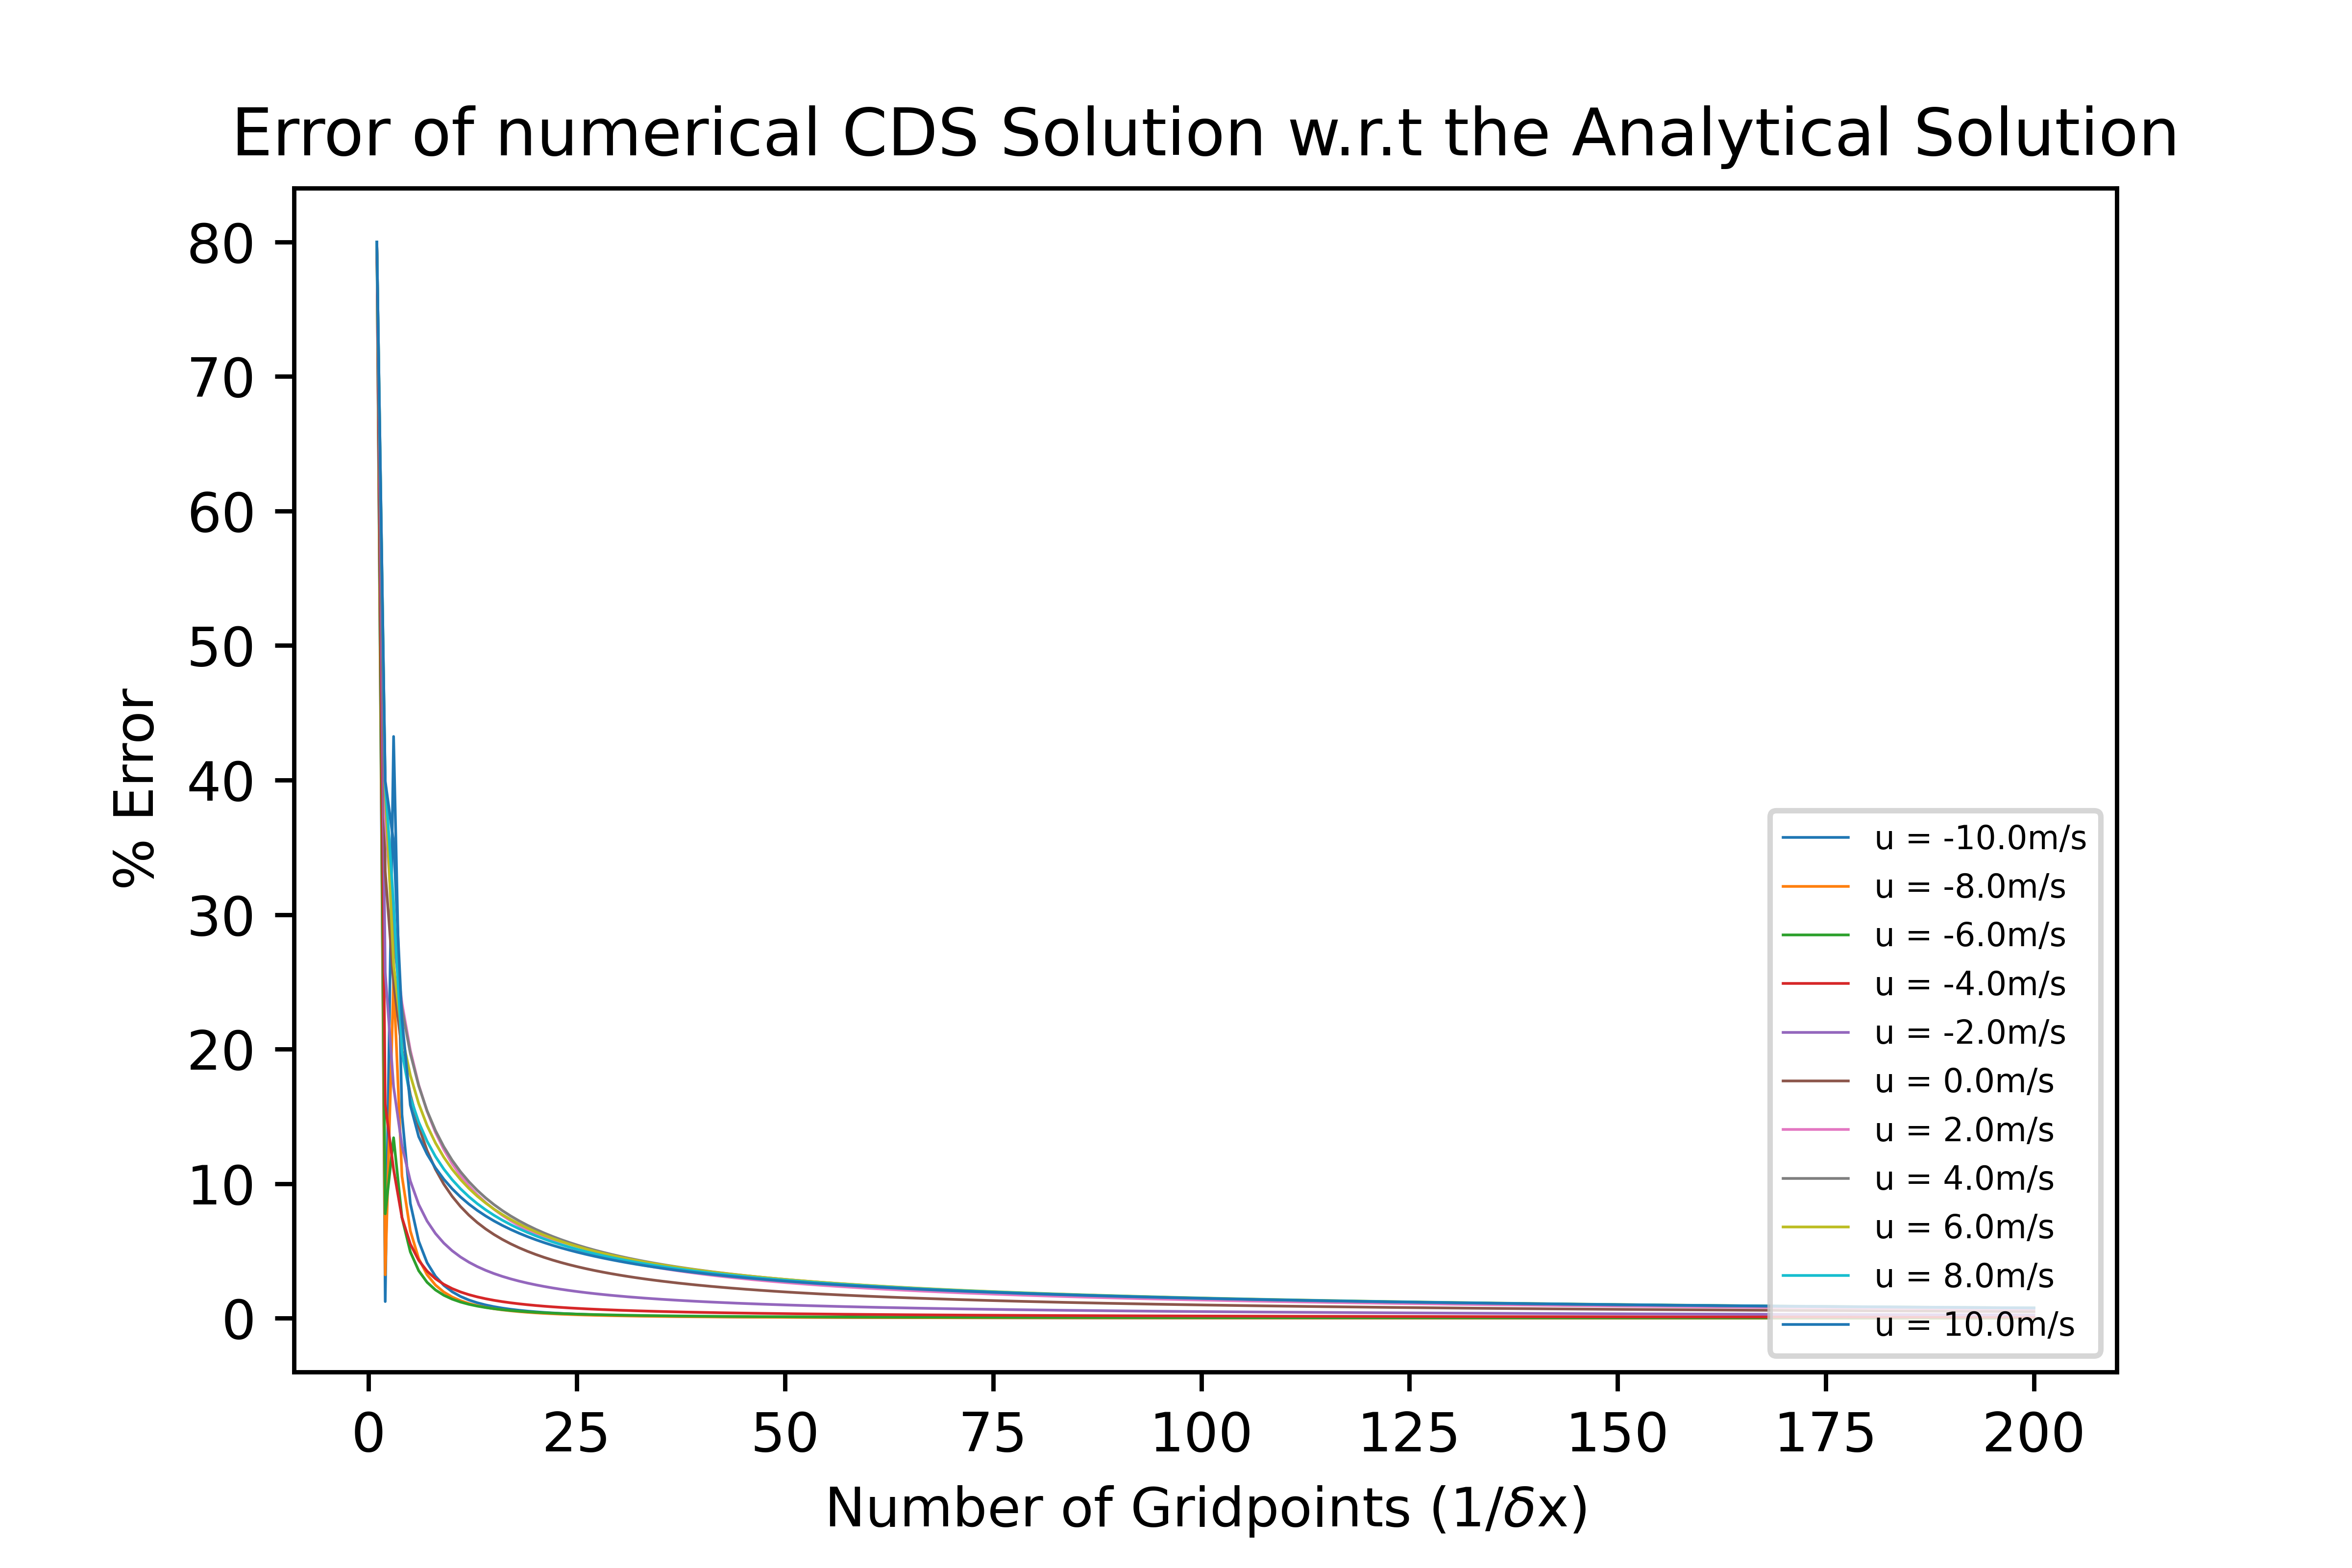 Error of numerical CDS Solution w.r.t the Analytical Solution
80
70
60
50
40
30
20
10
0
% Error
u = -10.0m/s
u = -8.0m/s
u = -6.0m/s
u = -4.0m/s
u = -2.0m/s
u = 0.0m/s
u = 2.0m/s
u = 4.0m/s
u = 6.0m/s
u = 8.0m/s
u = 10.0m/s
0 25 50 75 100 125 150 175 200
Number of Gridpoints (1/δx)